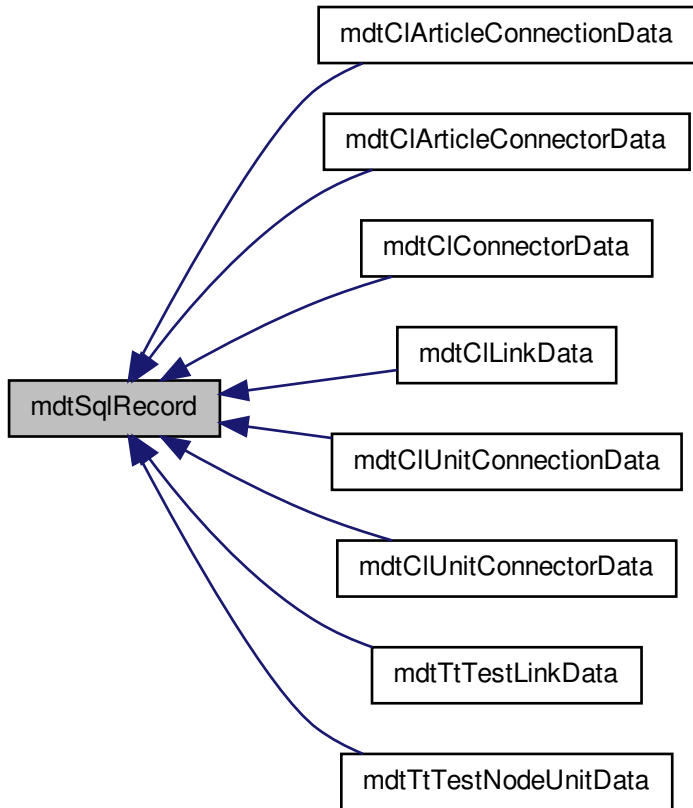 mdtClArticleConnectionData
mdtClArticleConnectorData
mdtClConnectorData
mdtClLinkData
mdtSqlRecord
mdtClUnitConnectionData
mdtClUnitConnectorData
mdtTtTestLinkData
mdtTtTestNodeUnitData